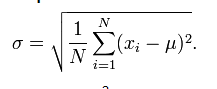 σ = √(1/N ∑_{i=1}^{N} (x_i − μ)²).